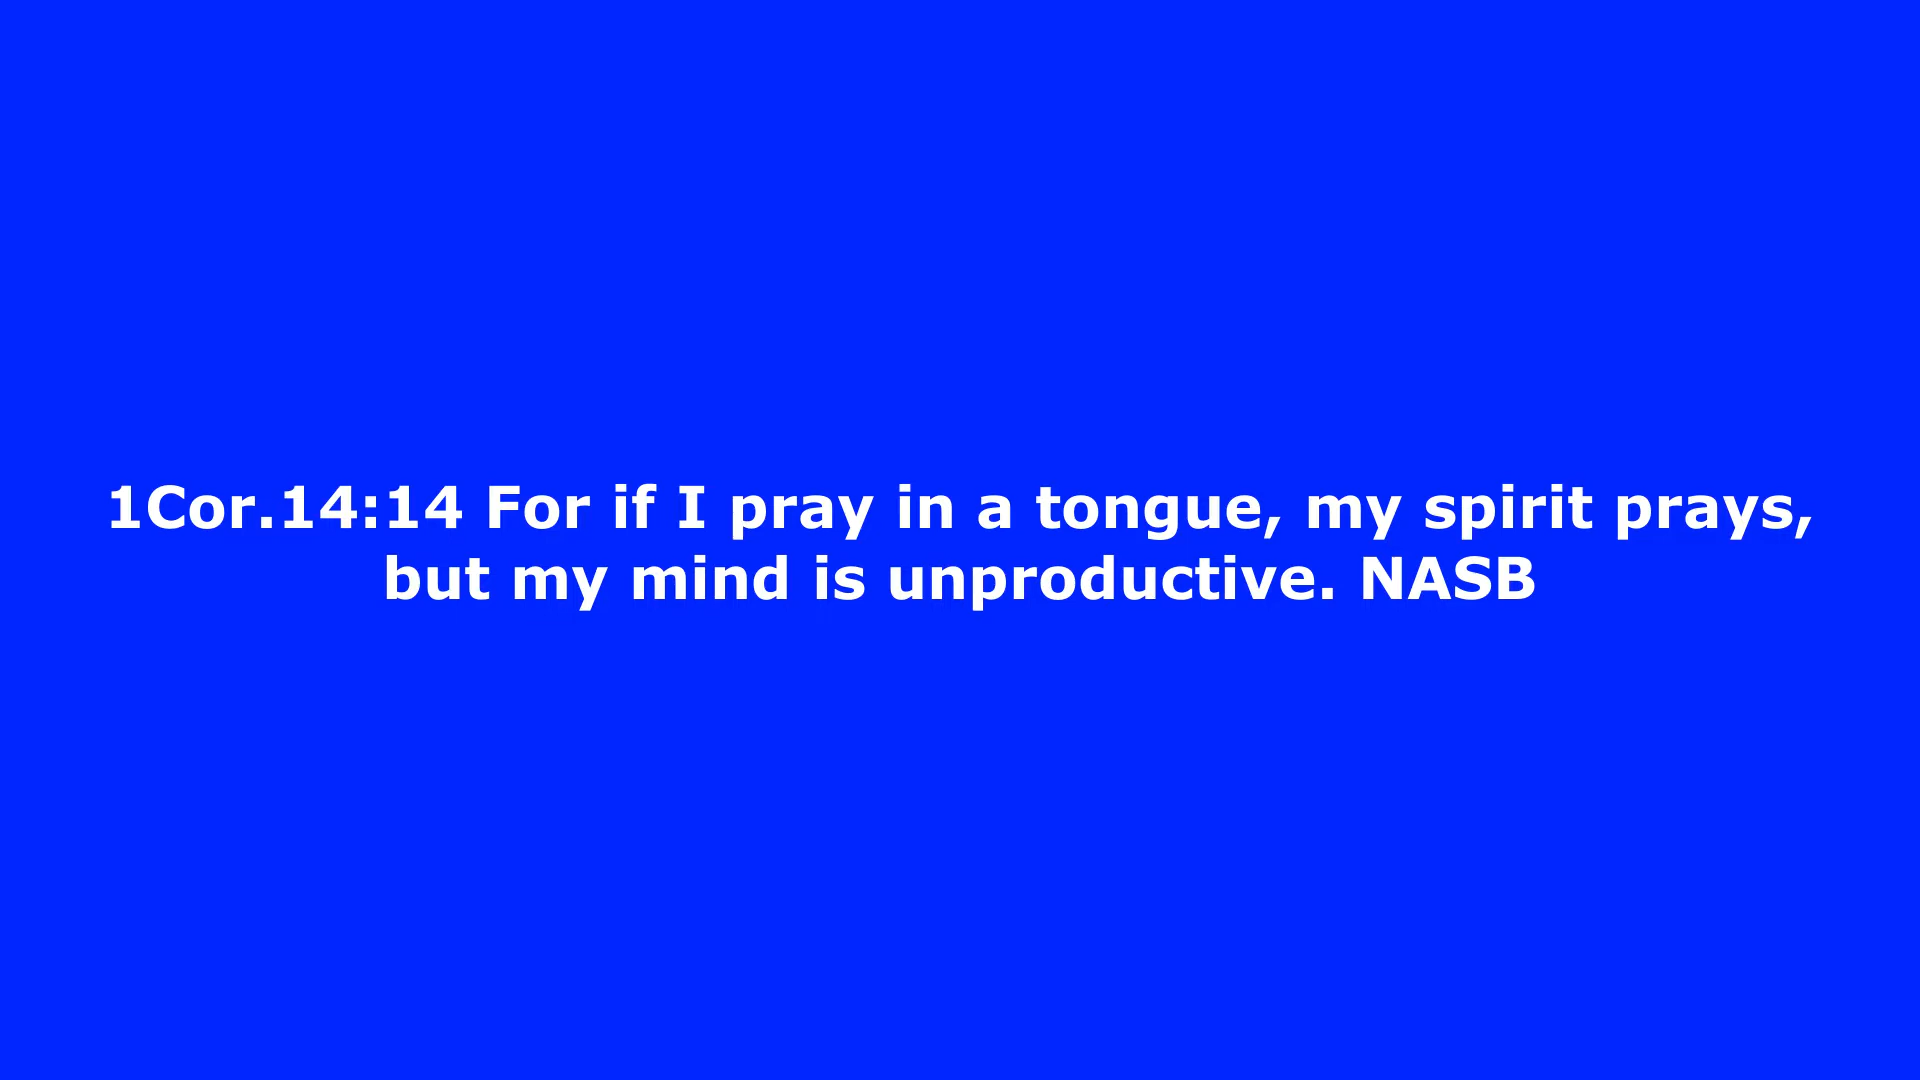 1Cor.14:14 For if I pray in a tongue, my spirit prays,
but my mind is unproductive. NASB